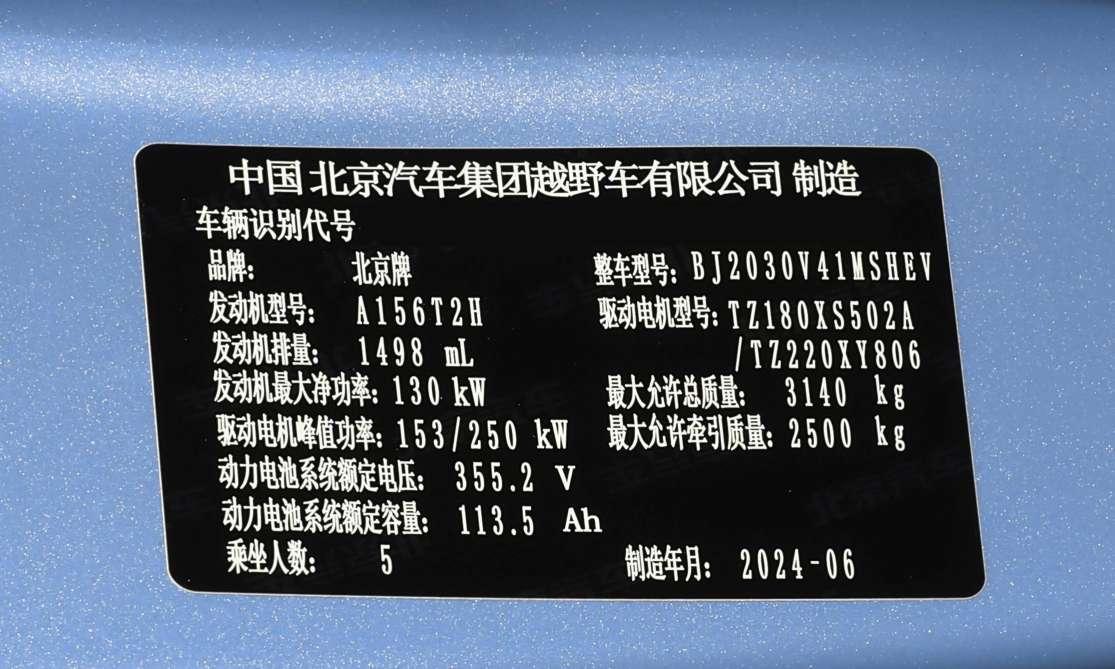 中国 北京汽车集团越野车有限公司 制造
车辆识别代号
品牌： 北京牌 整车型号：BJ2030V41MSHEV
发动机型号： A156T2H 驱动电机型号：TZ180XS502A
发动机排量： 1498 mL /TZ220XY806
发动机最大净功率：130 kW 最大允许总质量： 3140 kg
驱动电机峰值功率：153/250 kW 最大允许牵引质量：2500 kg
动力电池系统额定电压： 355.2 V
动力电池系统额定容量： 113.5 Ah
乘坐人数： 5 制造年月： 2024-06